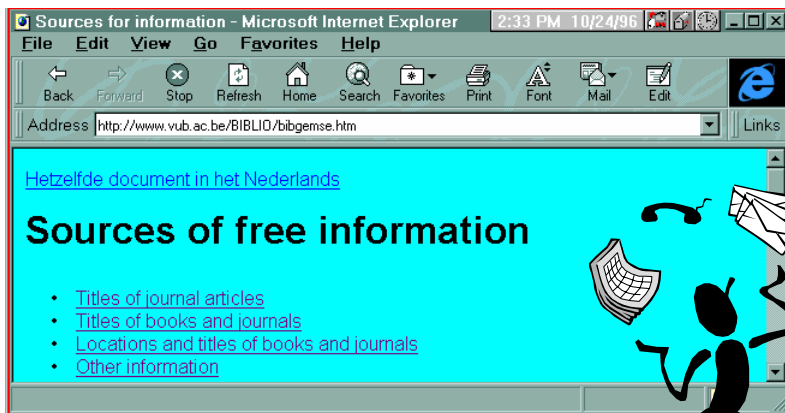 Sources for information - Microsoft Internet Explorer 2:33 PM 10/24/96
File Edit View Go Favorites Help
Back Forward Stop Refresh Home Search Favorites Print Font Mail Edit
Address http://www.vub.ac.be/BIBLIO/bibgemse.htm Links
Hetzelfde document in het Nederlands
Sources of free information
• Titles of journal articles
• Titles of books and journals
• Locations and titles of books and journals
• Other information